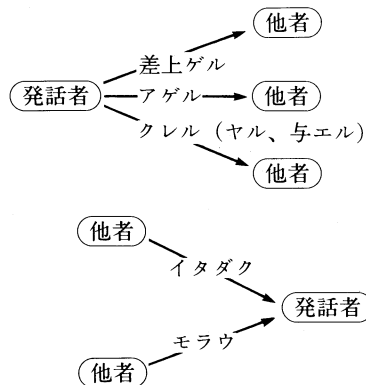 他者
差上ゲル
発話者
アゲル
他者
クレル（ヤル、与エル）
他者
他者
イタダク
発話者
モラウ
他者